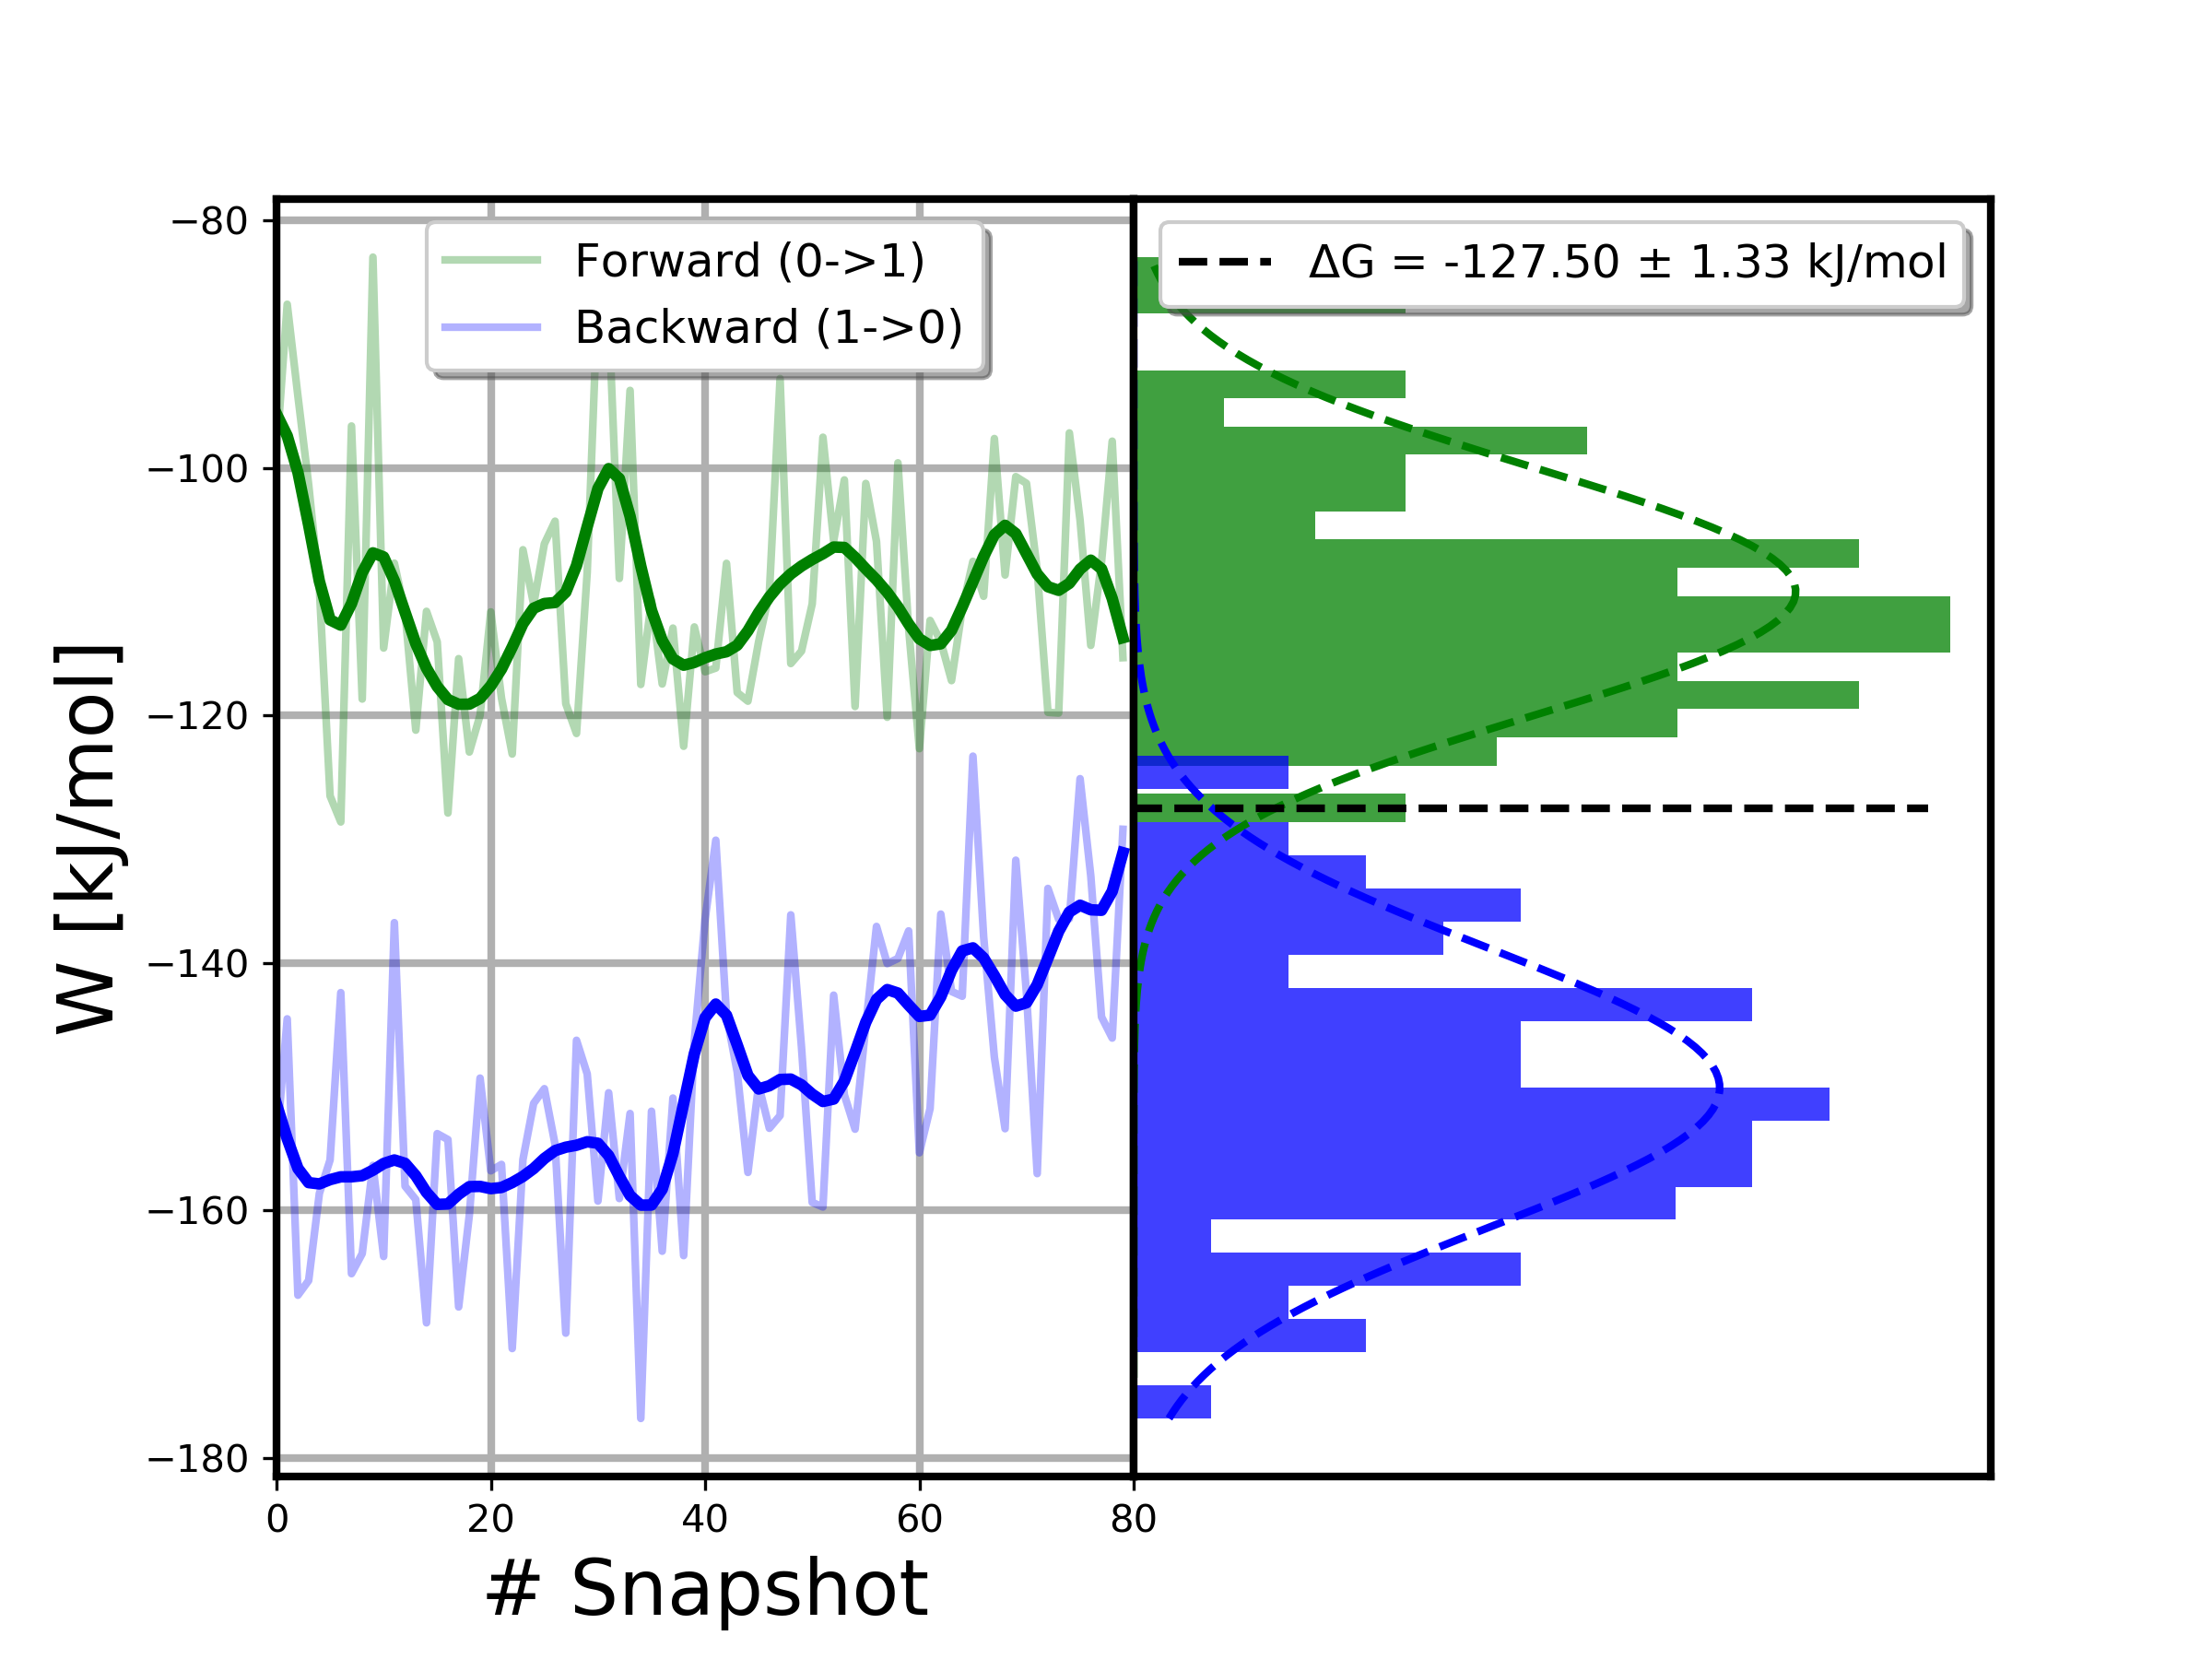 Forward (0->1)
Backward (1->0)
ΔG = -127.50 ± 1.33 kJ/mol
W [kJ/mol]
−80
−100
−120
−140
−160
−180
0 20 40 60 80
# Snapshot